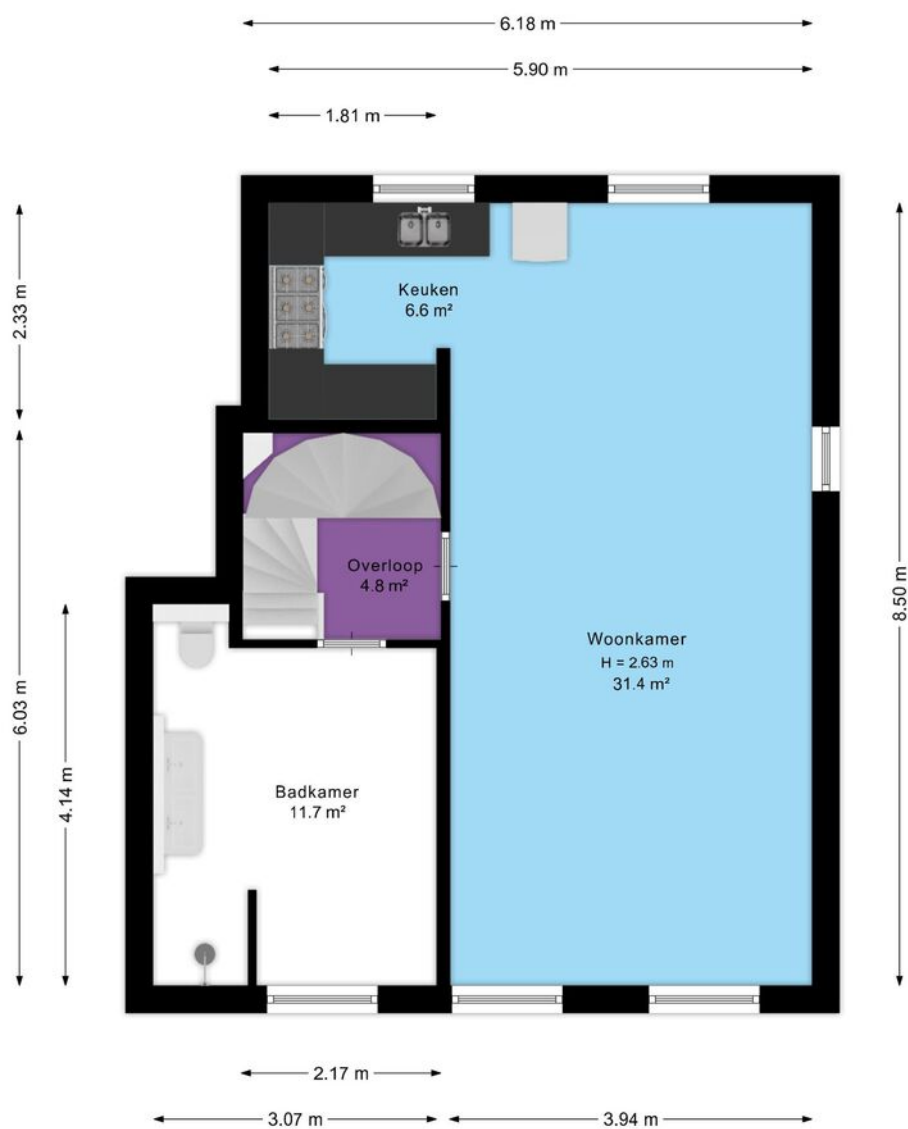 6.18 m
5.90 m
1.81 m
2.33 m
Keuken
6.6 m²
Overloop
4.8 m²
Woonkamer
H = 2.63 m
31.4 m²
8.50 m
6.03 m
4.14 m
Badkamer
11.7 m²
2.17 m
3.07 m
3.94 m